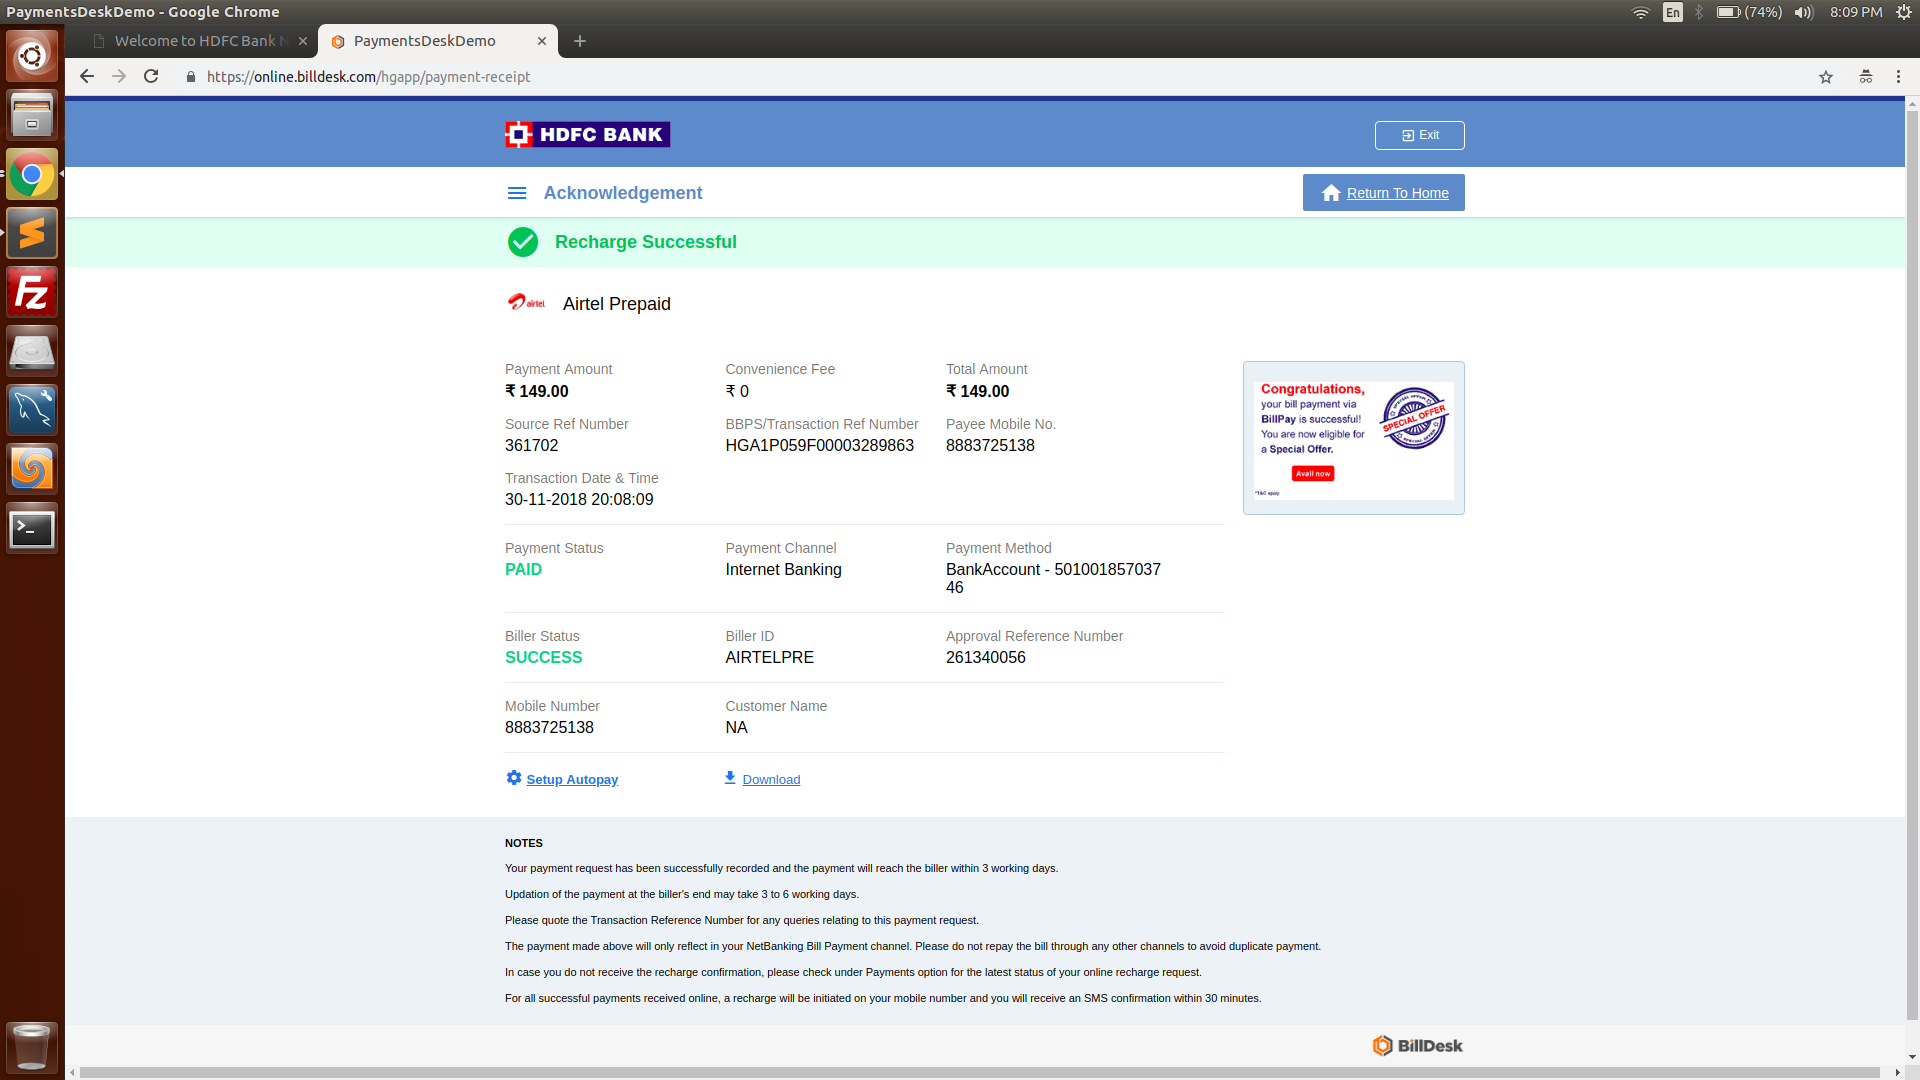 PaymentsDeskDemo - Google Chrome
En
(74%)
8:09 PM
Welcome to HDFC Bank N
PaymentsDeskDemo
https://online.billdesk.com/hgapp/payment-receipt
HDFC BANK
Exit
Acknowledgement
Return To Home
Recharge Successful
airtel
Airtel Prepaid
Payment Amount
Convenience Fee
Total Amount
₹ 149.00
₹ 0
₹ 149.00
Source Ref Number
BBPS/Transaction Ref Number
Payee Mobile No.
361702
HGA1P059F00003289863
8883725138
Transaction Date & Time
30-11-2018 20:08:09
Congratulations,
your bill payment via
BillPay is successful!
You are now eligible for
a Special Offer.
Avail now
*T&C apply
SPECIAL OFFER
SPECIAL OFFER
SPECIAL OFFER
Payment Status
Payment Channel
Payment Method
PAID
Internet Banking
BankAccount - 501001857037
46
Biller Status
Biller ID
Approval Reference Number
SUCCESS
AIRTELPRE
261340056
Mobile Number
Customer Name
8883725138
NA
Setup Autopay
Download
NOTES
Your payment request has been successfully recorded and the payment will reach the biller within 3 working days.
Updation of the payment at the biller's end may take 3 to 6 working days.
Please quote the Transaction Reference Number for any queries relating to this payment request.
The payment made above will only reflect in your NetBanking Bill Payment channel. Please do not repay the bill through any other channels to avoid duplicate payment.
In case you do not receive the recharge confirmation, please check under Payments option for the latest status of your online recharge request.
For all successful payments received online, a recharge will be initiated on your mobile number and you will receive an SMS confirmation within 30 minutes.
BillDesk